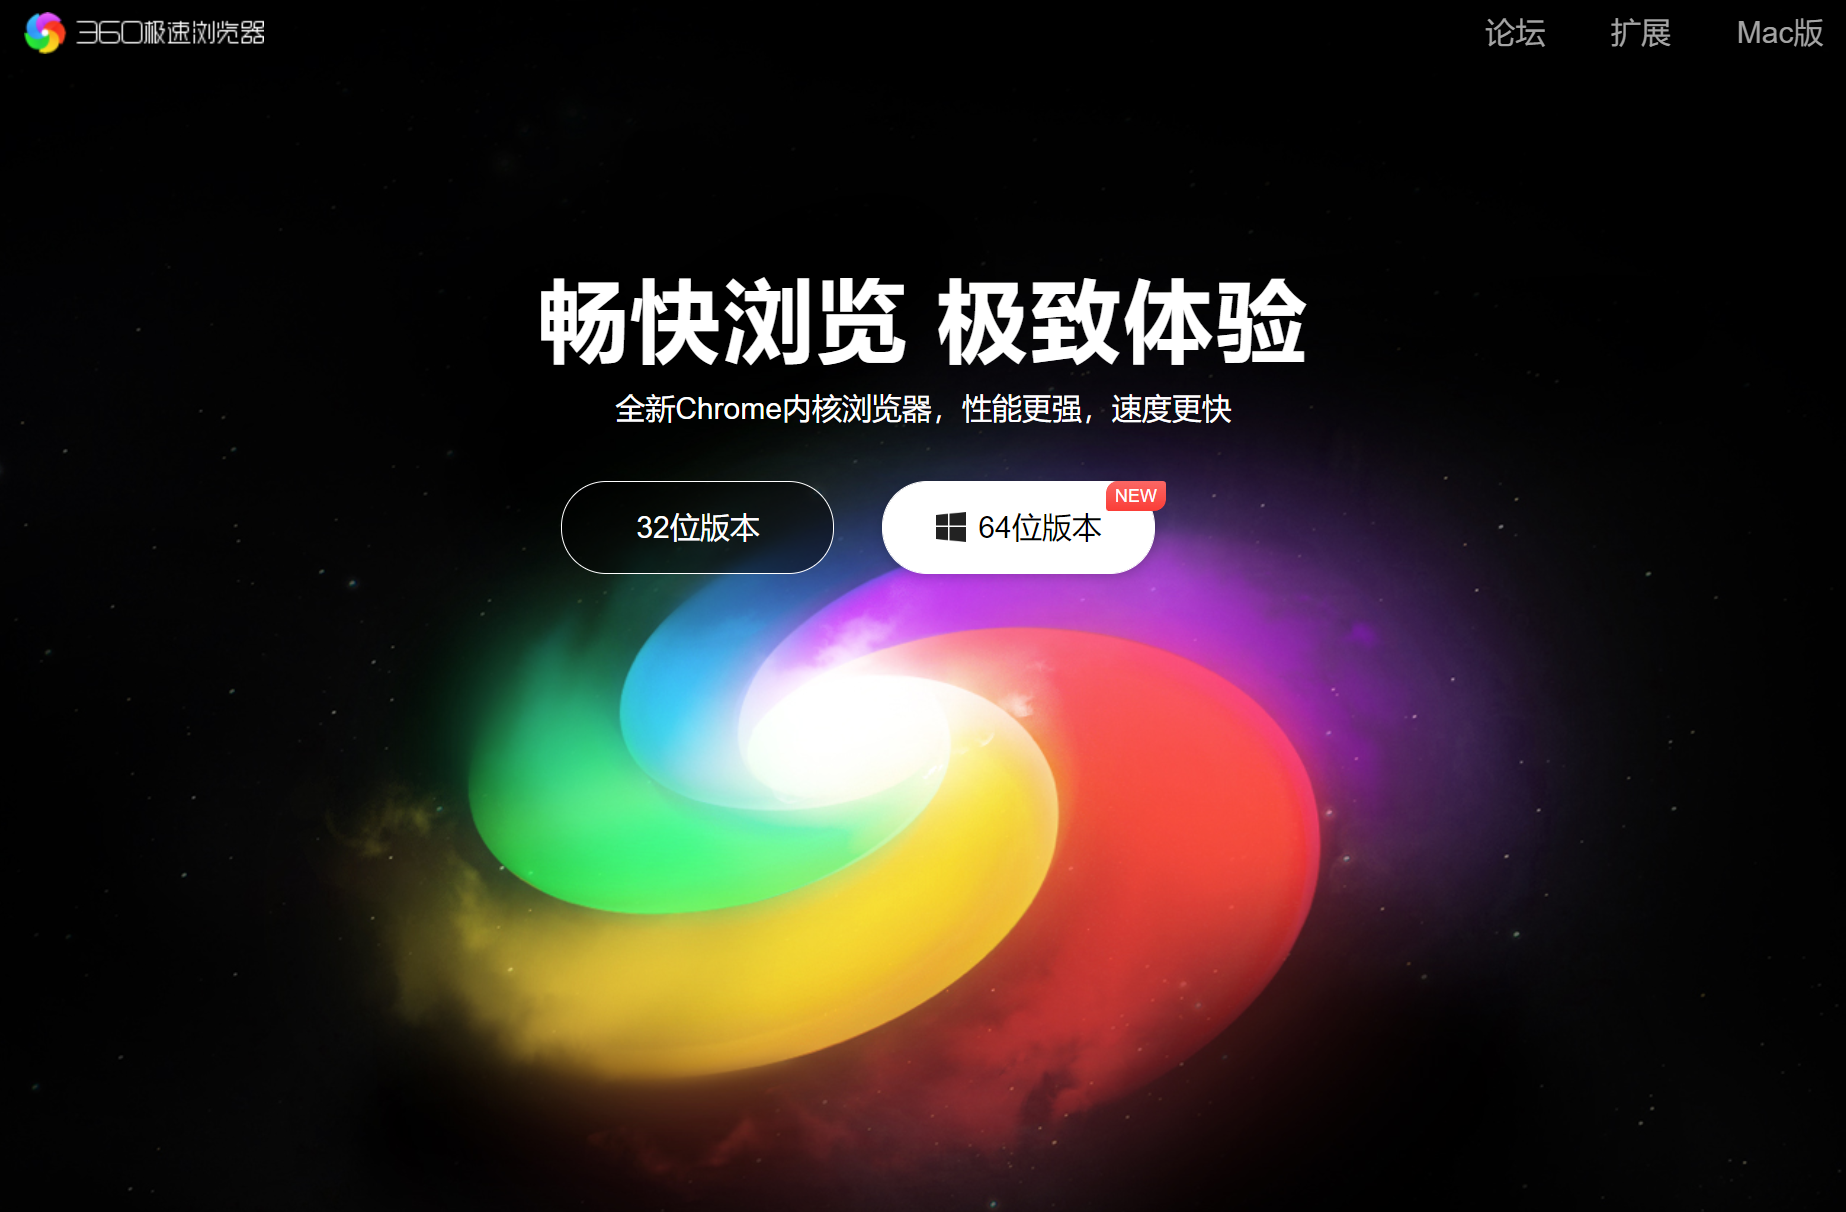 360极速浏览器
论坛 扩展 Mac版
畅快浏览 极致体验
全新Chrome内核浏览器，性能更强，速度更快
32位版本
64位版本
NEW